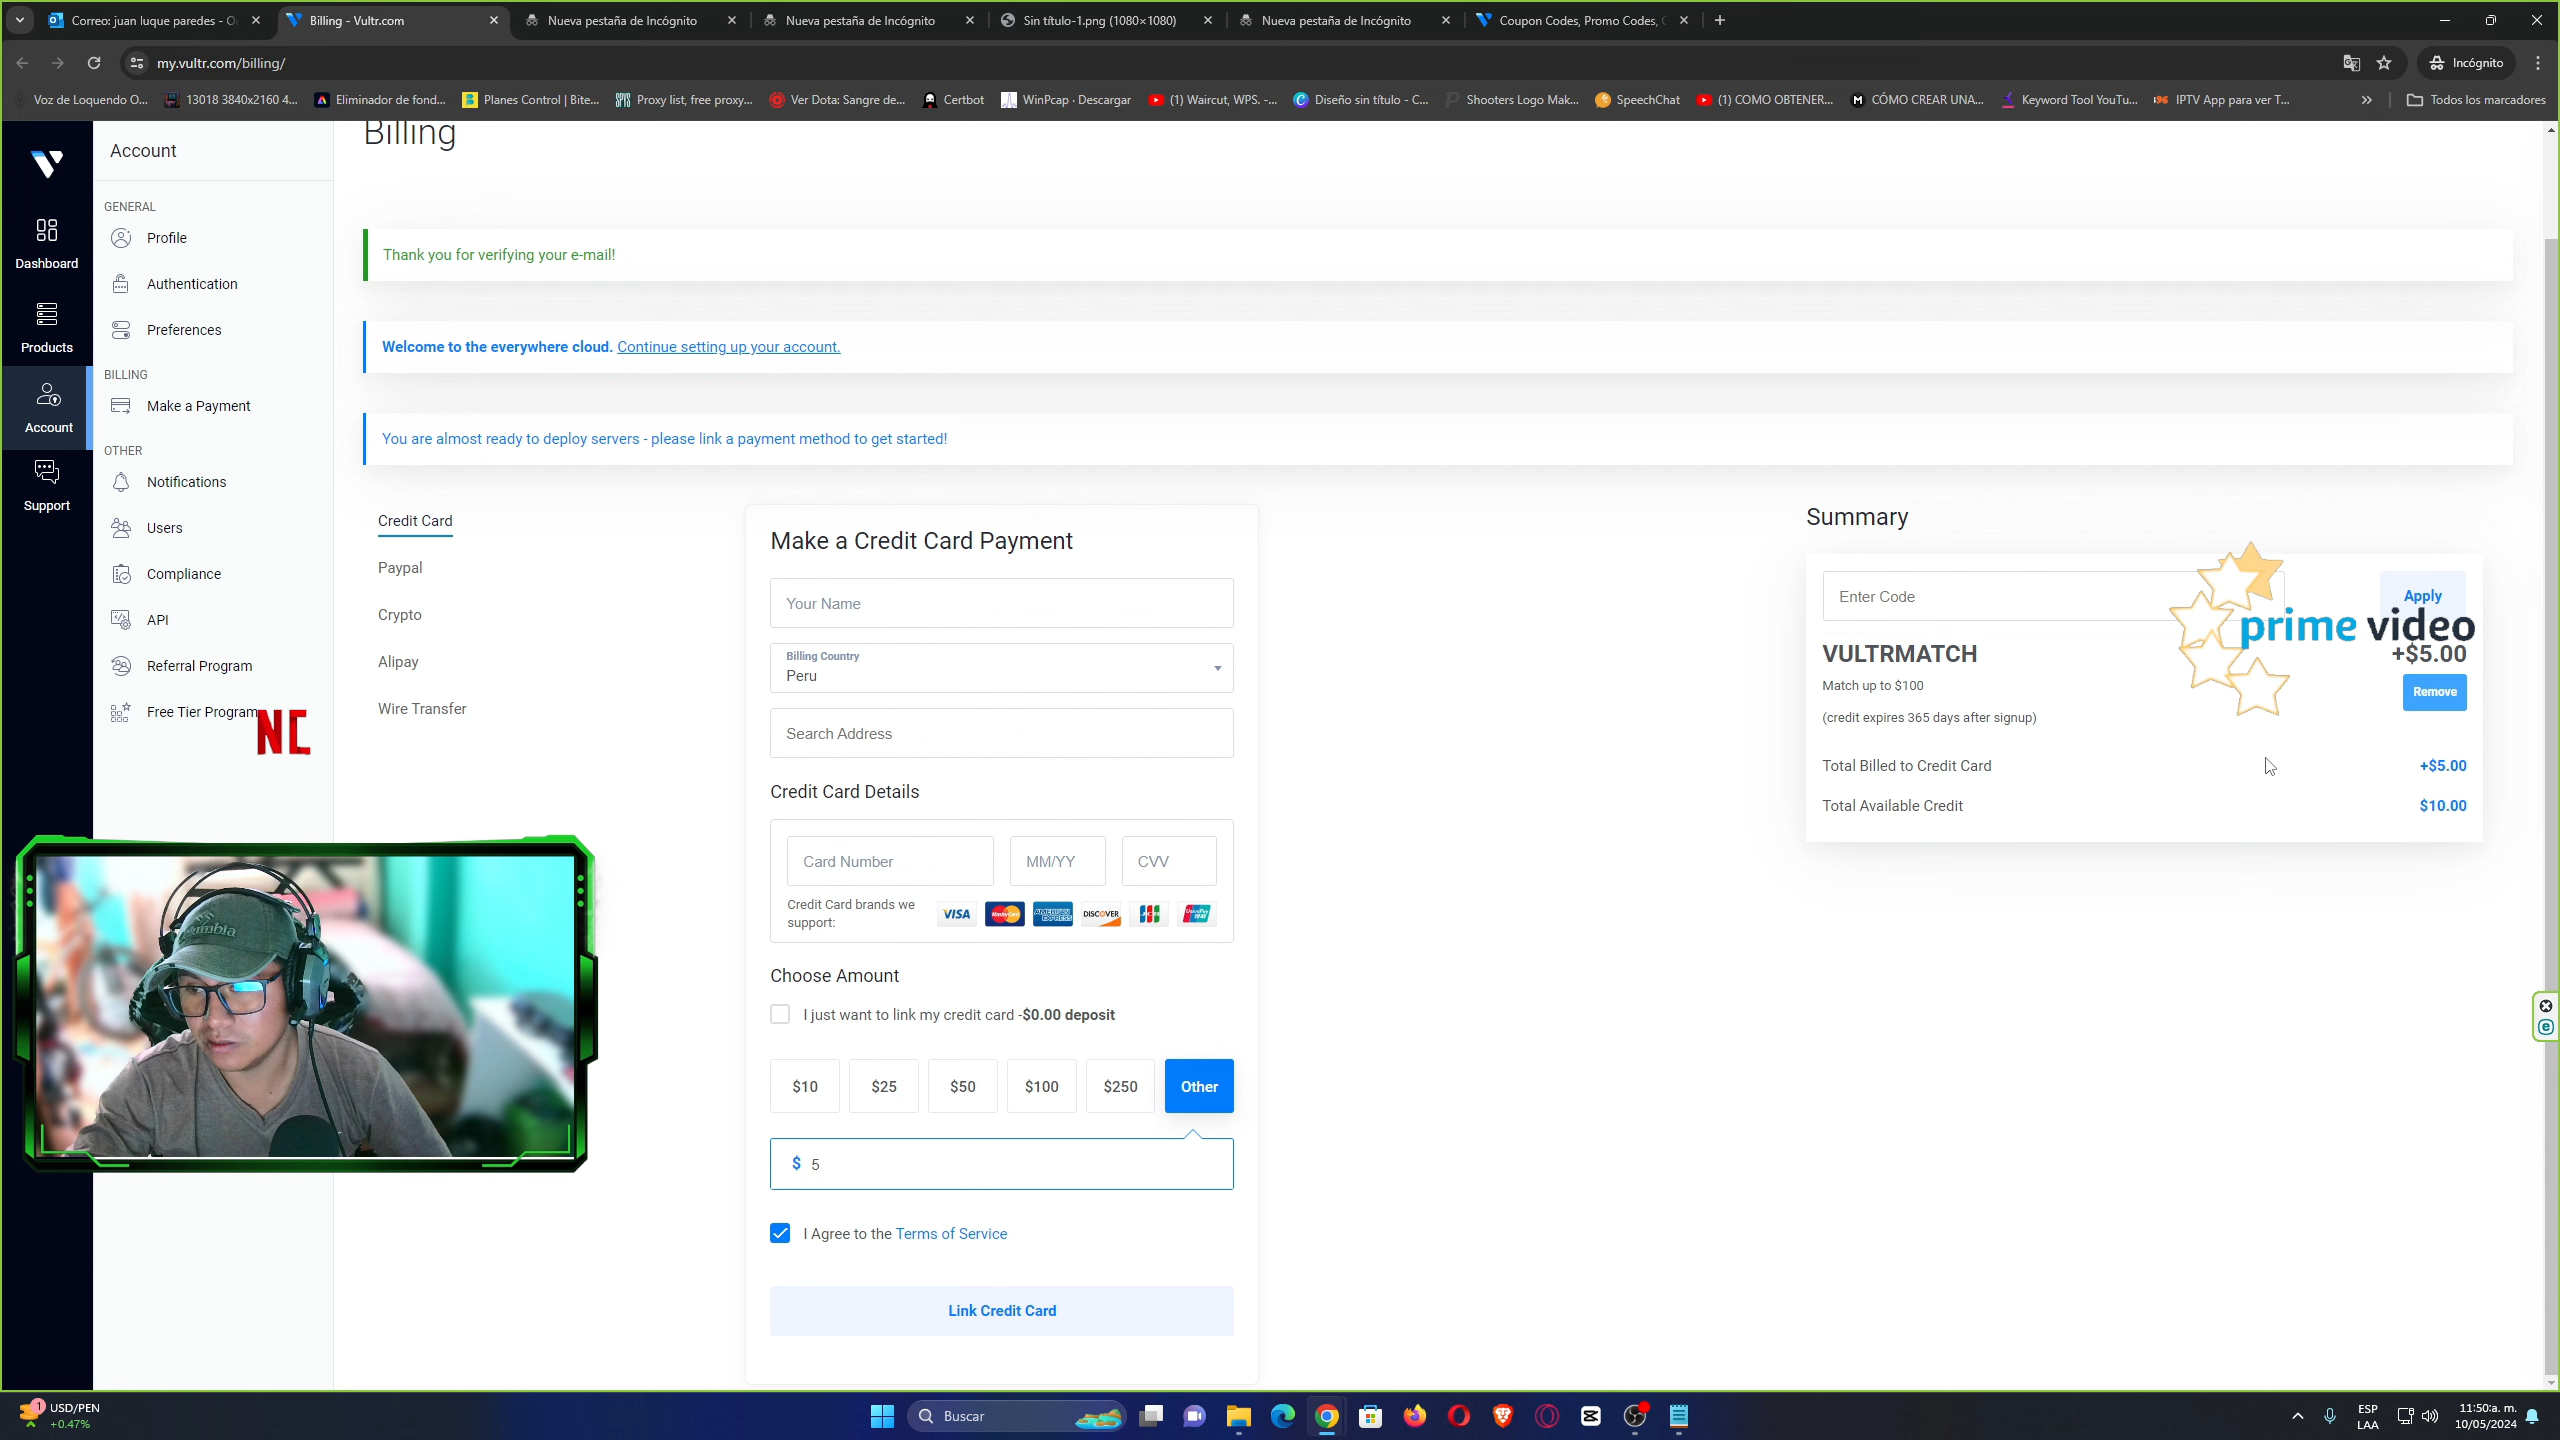 Correo: juan luque paredes - O
Billing - Vultr.com
Nueva pestaña de Incógnito
Nueva pestaña de Incógnito
Sin título-1.png (1080×1080)
Nueva pestaña de Incógnito
Coupon Codes, Promo Codes,
my.vultr.com/billing/
Incógnito
Voz de Loquendo O...
13018 3840x2160 4...
Eliminador de fond...
Planes Control | Bite...
Proxy list, free proxy...
Ver Dota: Sangre de...
Certbot
WinPcap · Descargar
(1) Waircut, WPS. -...
Diseño sin título - C...
Shooters Logo Mak...
SpeechChat
(1) COMO OBTENER...
CÓMO CREAR UNA...
Keyword Tool YouTu...
IPTV App para ver T...
Todos los marcadores
Account
GENERAL
Profile
Authentication
Preferences
BILLING
Make a Payment
OTHER
Notifications
Users
Compliance
API
Referral Program
Free Tier Program
NE
Dashboard
Products
Account
Support
Billing
Thank you for verifying your e-mail!
Welcome to the everywhere cloud. Continue setting up your account.
You are almost ready to deploy servers - please link a payment method to get started!
Credit Card
Paypal
Crypto
Alipay
Wire Transfer
Make a Credit Card Payment
Your Name
Billing Country
Peru
Search Address
Credit Card Details
Card Number
MM/YY
CVV
Credit Card brands we support:
VISA
MasterCard
AMERICAN EXPRESS
DISCOVER
JCB
UnionPay
Choose Amount
I just want to link my credit card -$0.00 deposit
$10
$25
$50
$100
$250
Other
$ 5
I Agree to the Terms of Service
Link Credit Card
Summary
Enter Code
Apply
prime video
VULTRMATCH
+$5.00
Match up to $100
Remove
(credit expires 365 days after signup)
Total Billed to Credit Card
+$5.00
Total Available Credit
$10.00
Columbia
1
USD/PEN
+0.47%
Buscar
ESP
LAA
11:50:a. m.
10/05/2024